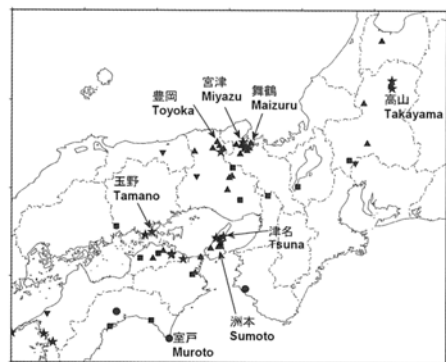 宮津
Miyazu
舞鶴
Maizuru
豊岡
Toyoka
高山
Takayama
玉野
Tamano
津名
Tsuna
洲本
Sumoto
室戸
Muroto